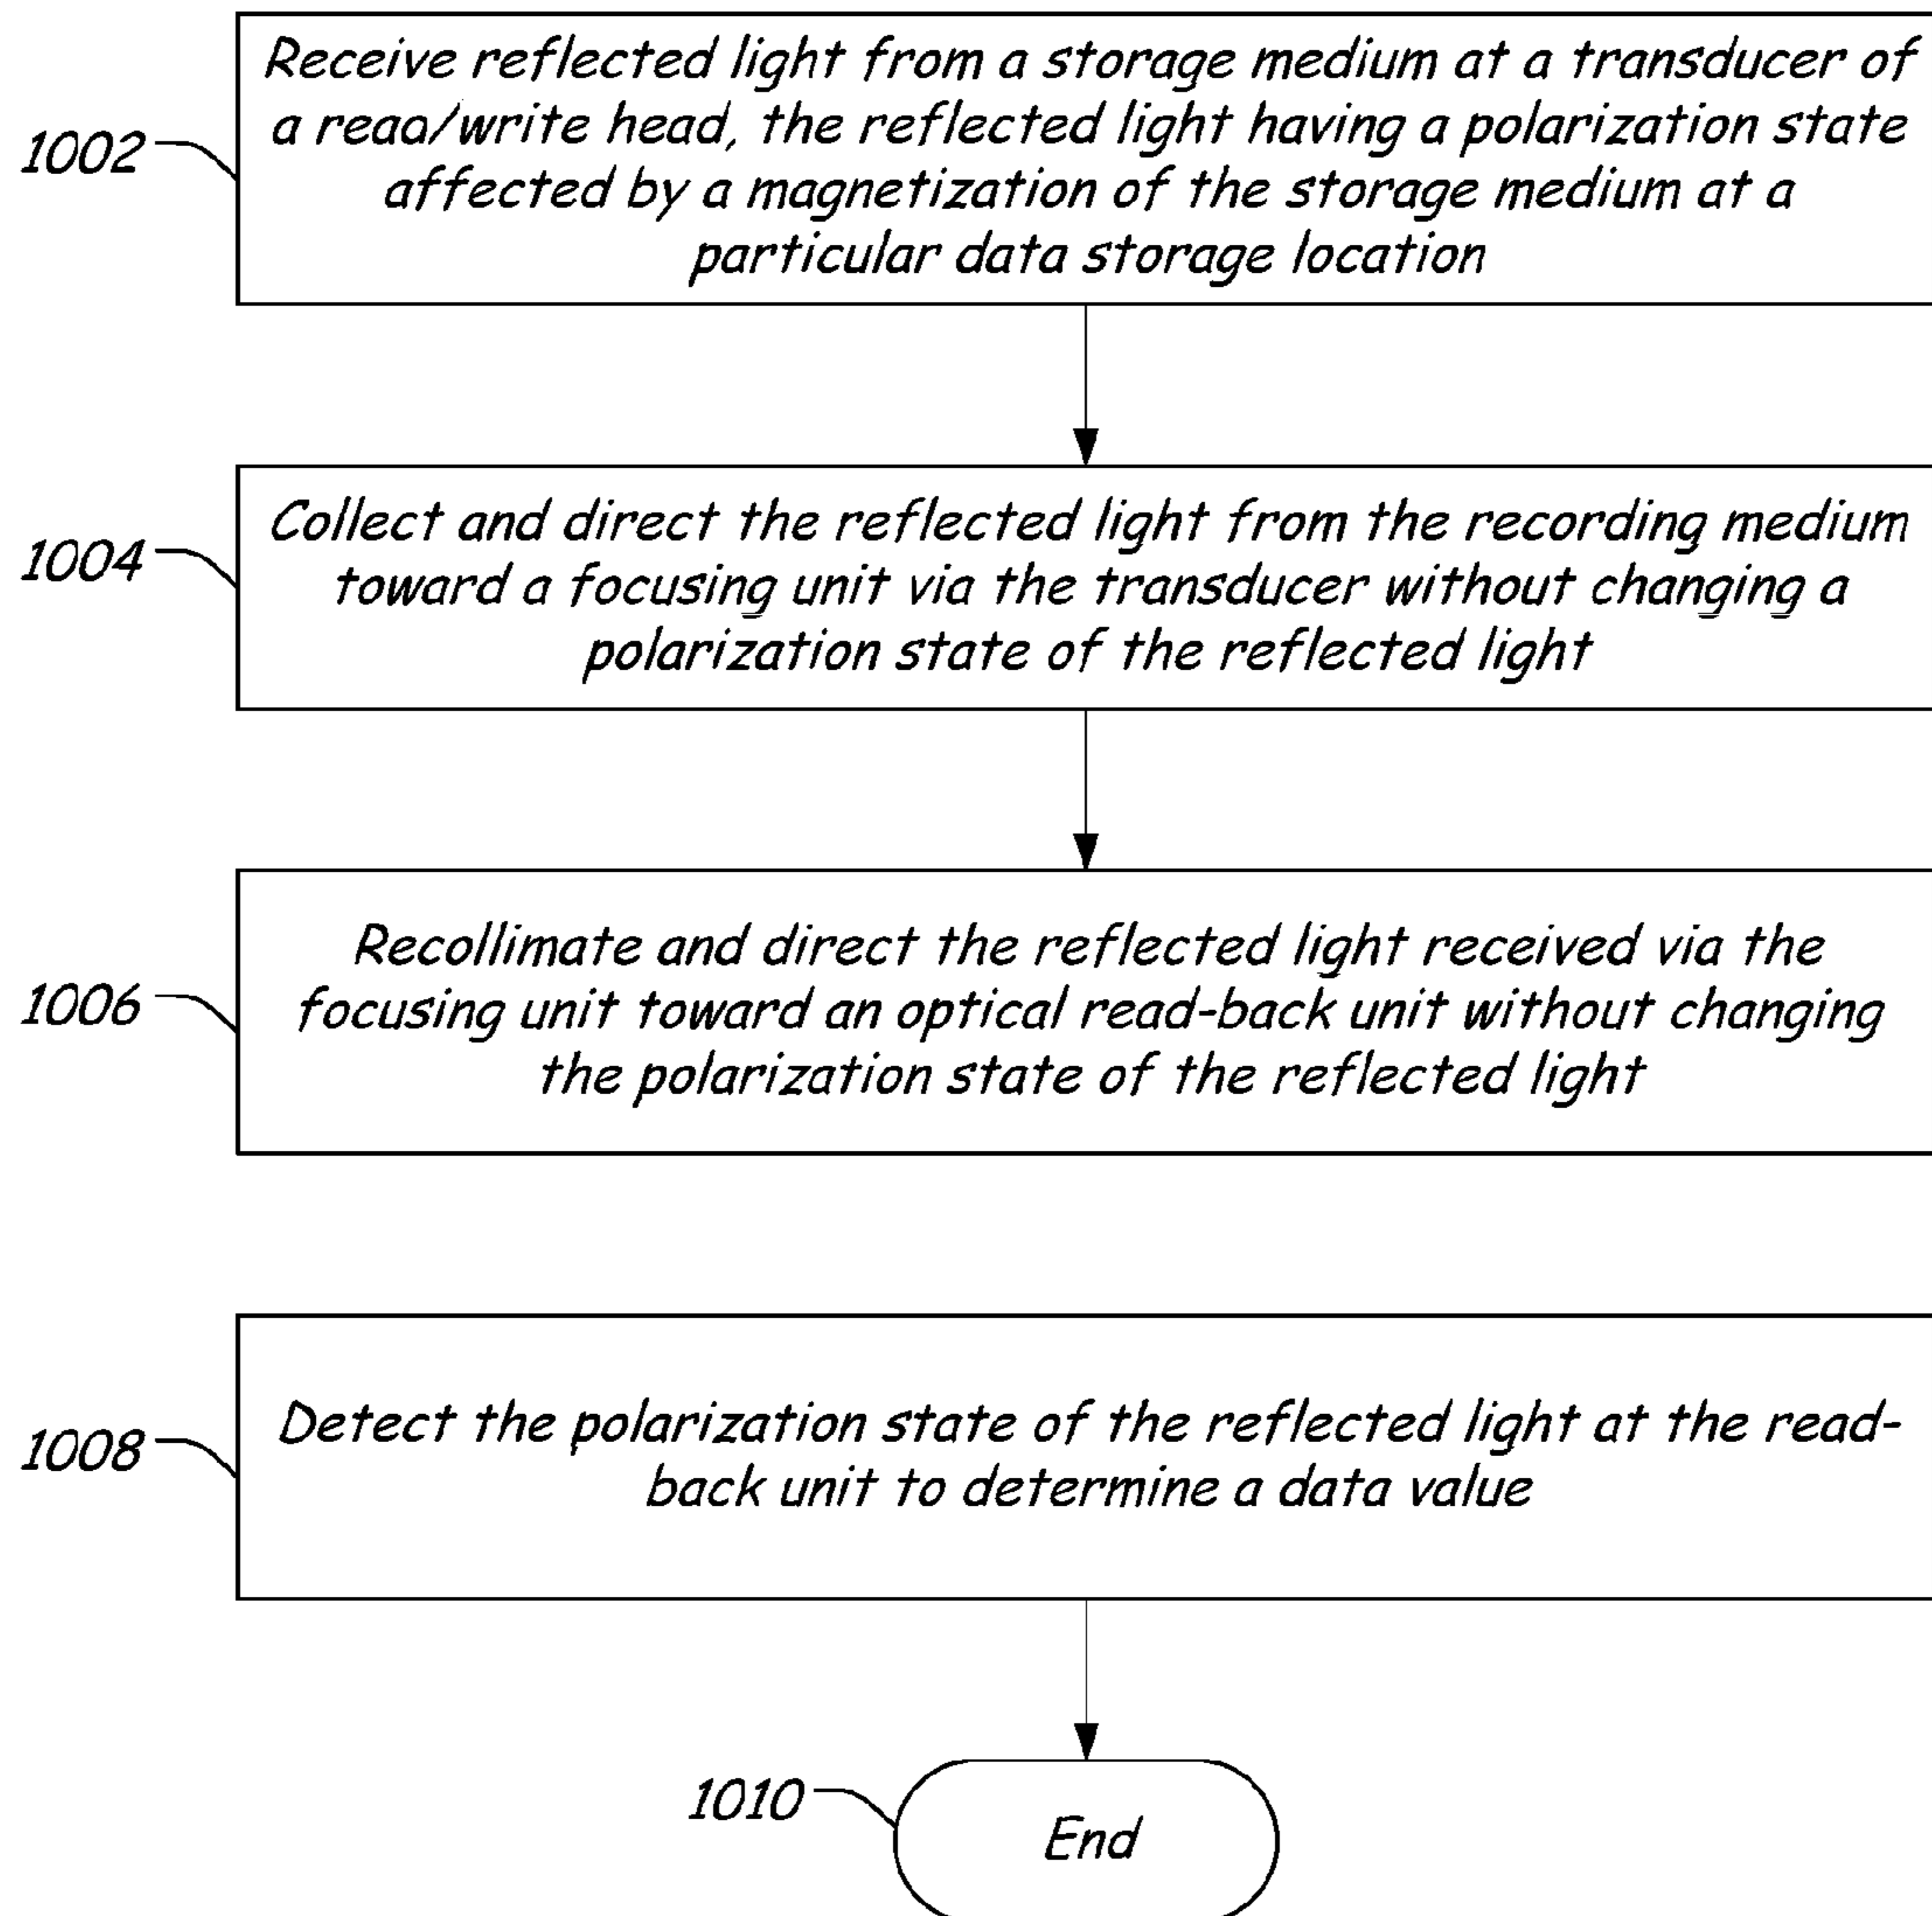 Receive reflected light from a storage medium at a transducer of
a read/write head, the reflected light having a polarization state
affected by a magnetization of the storage medium at a
particular data storage location
1002
Collect and direct the reflected light from the recording medium
toward a focusing unit via the transducer without changing a
polarization state of the reflected light
1004
Recollimate and direct the reflected light received via the
focusing unit toward an optical read-back unit without changing
the polarization state of the reflected light
1006
Detect the polarization state of the reflected light at the read-
back unit to determine a data value
1008
1010
End